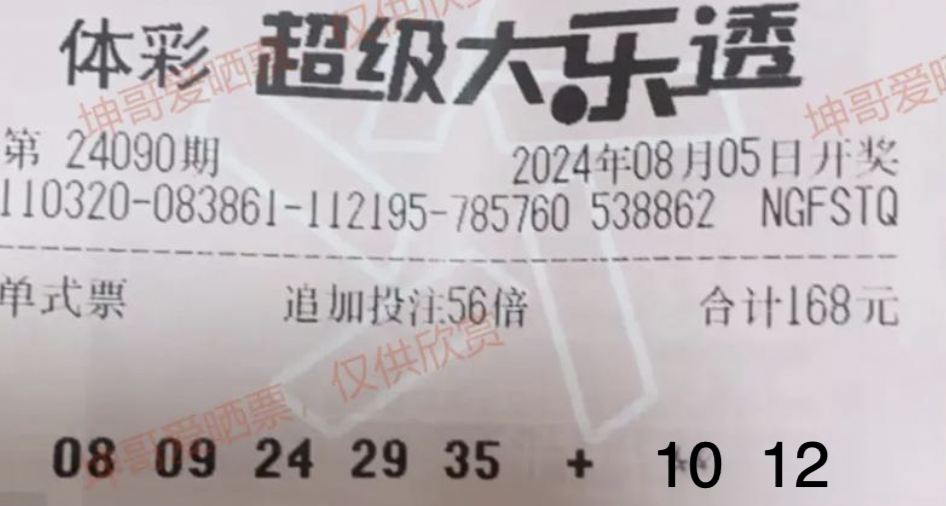 体彩 超级大乐透
第 24090期 2024年08月05日开奖
110320-083861-112195-785760 538862 NGFSTQ
单式票 追加投注56倍 合计168元
08 09 24 29 35 + 10 12
坤哥爱晒票
仅供欣
坤哥爱晒
坤哥爱晒票，仅供欣赏